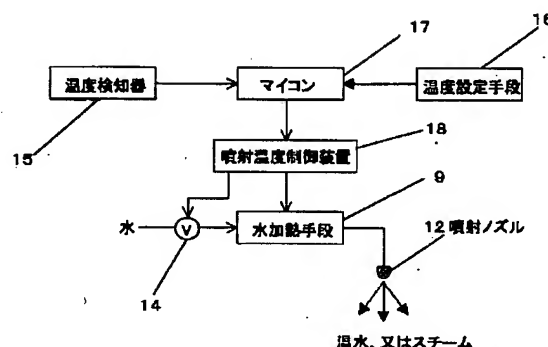 17
16
温度検知器
マイコン
温度設定手段
15
18
噴射温度制御装置
9
水
V
水加熱手段
12 噴射ノズル
14
温水、又はスチーム